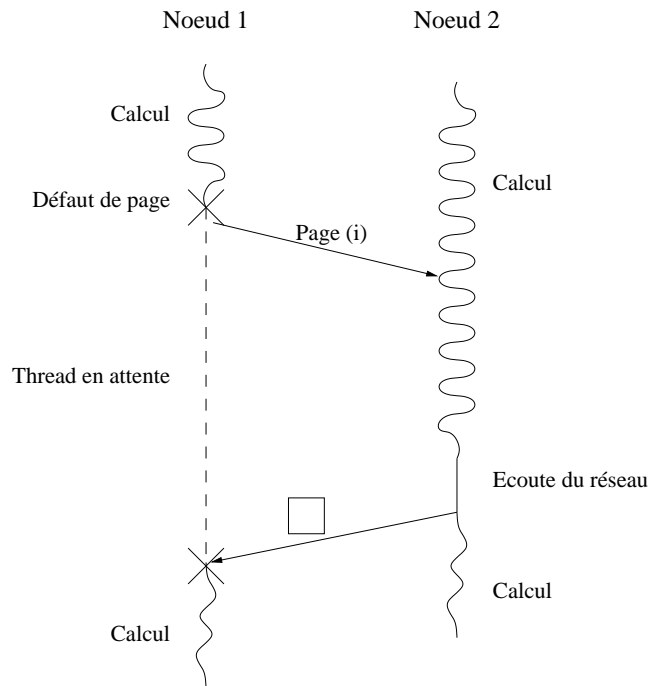 Noeud 1
Noeud 2
Calcul
Calcul
Défaut de page
Page (i)
Thread en attente
Ecoute du réseau
Calcul
Calcul